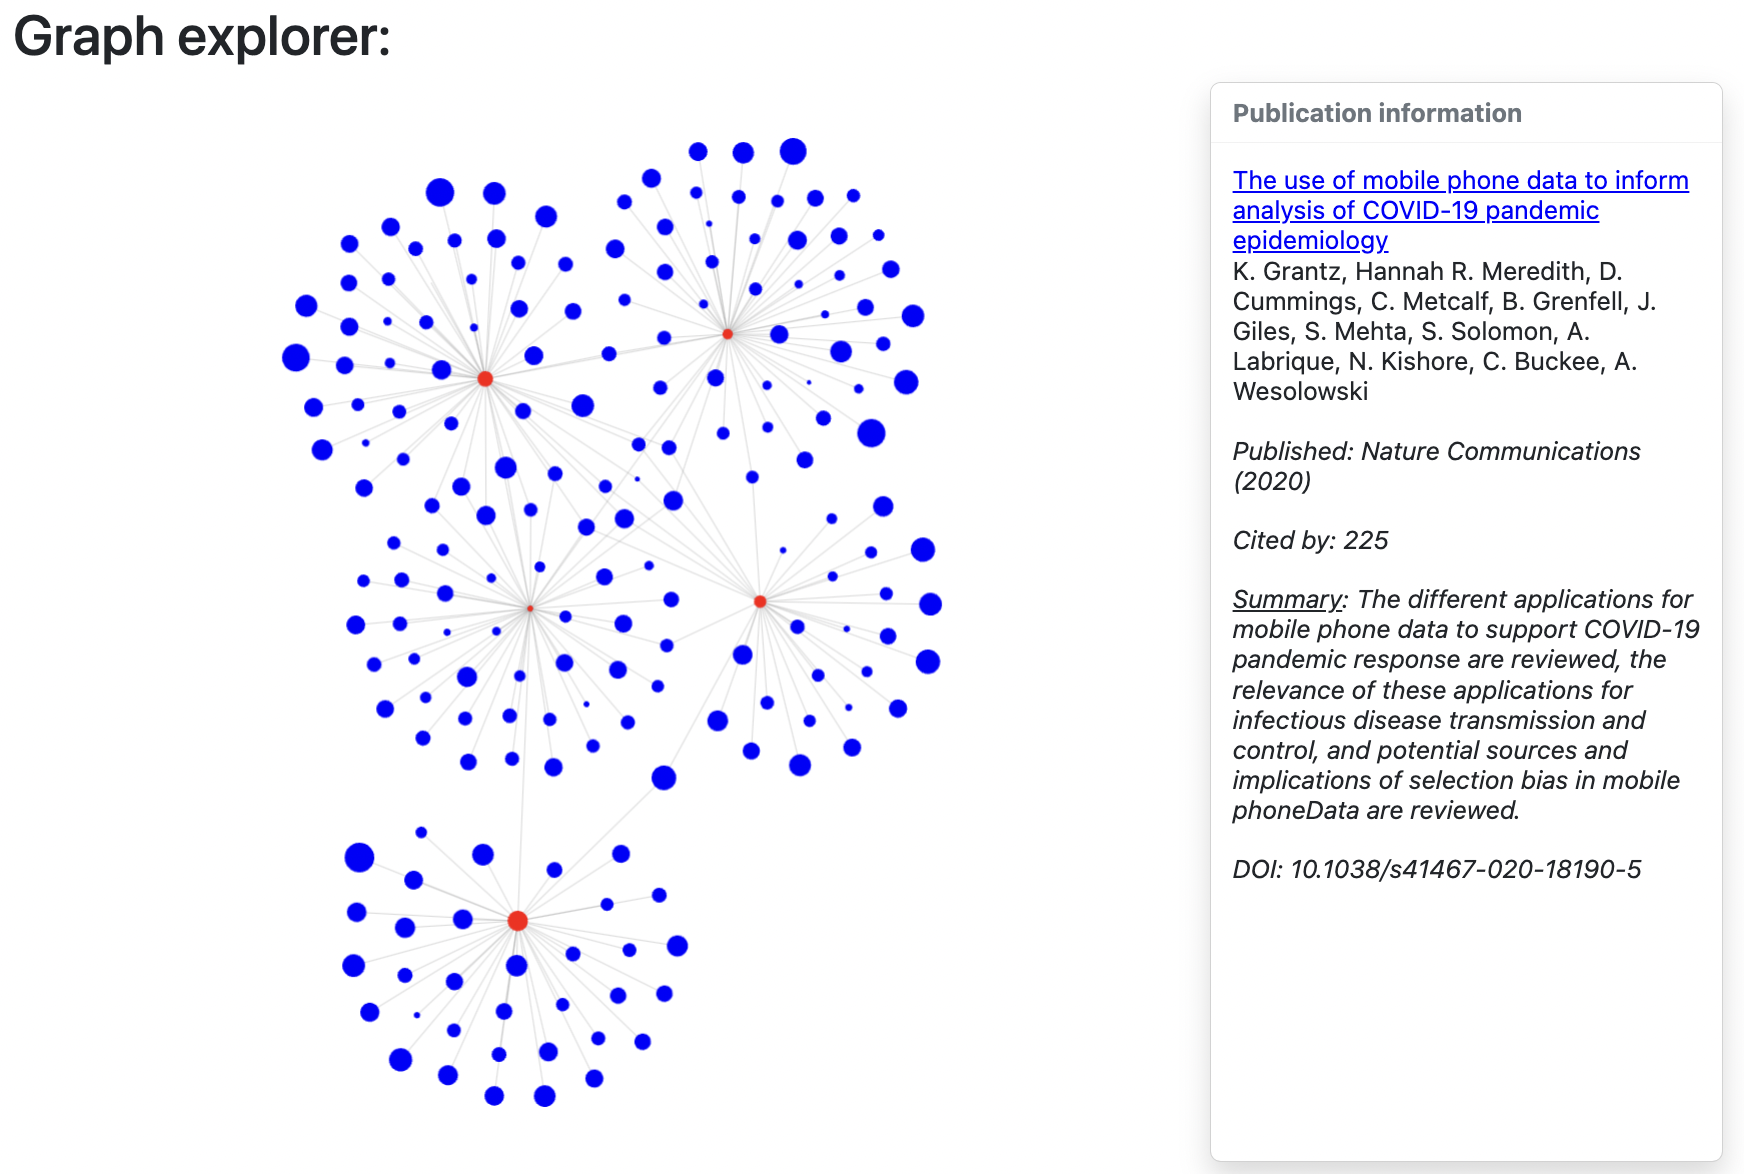 Graph explorer:
Publication information
The use of mobile phone data to inform
analysis of COVID-19 pandemic
epidemiology
K. Grantz, Hannah R. Meredith, D.
Cummings, C. Metcalf, B. Grenfell, J.
Giles, S. Mehta, S. Solomon, A.
Labrique, N. Kishore, C. Buckee, A.
Wesolowski
Published: Nature Communications
(2020)
Cited by: 225
Summary: The different applications for
mobile phone data to support COVID-19
pandemic response are reviewed, the
relevance of these applications for
infectious disease transmission and
control, and potential sources and
implications of selection bias in mobile
phoneData are reviewed.
DOI: 10.1038/s41467-020-18190-5